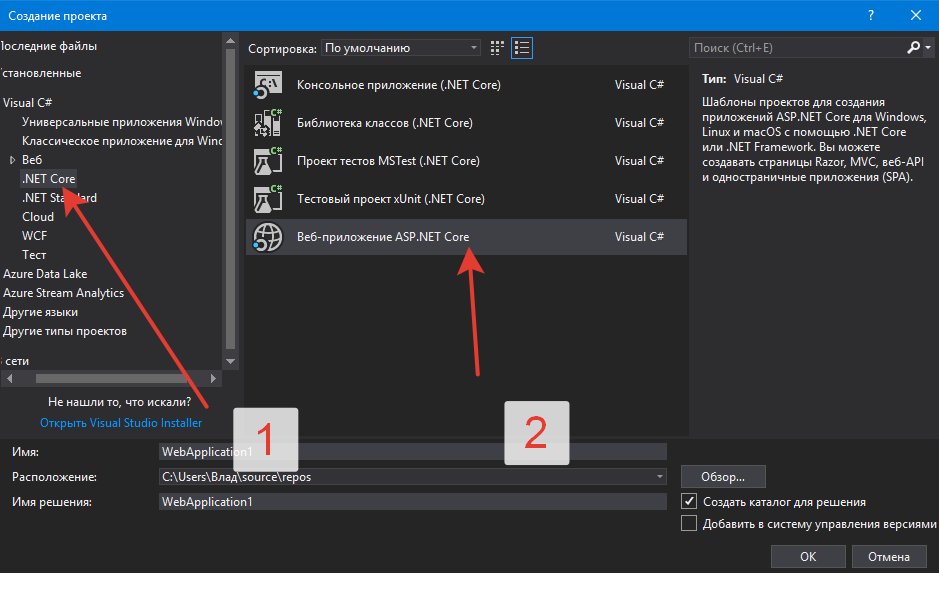 Создание проекта
?
Последние файлы
Установленные
Visual C#
Универсальные приложения Windo
Классическое приложение для Winc
Веб
.NET Core
.NET Standard
Cloud
WCF
Тест
Azure Data Lake
Azure Stream Analytics
Другие языки
Другие типы проектов
сети
Не нашли то, что искали?
Открыть Visual Studio Installer
Сортировка: По умолчанию
Консольное приложение (.NET Core) Visual C#
Библиотека классов (.NET Core) Visual C#
Проект тестов MSTest (.NET Core) Visual C#
Тестовый проект xUnit (.NET Core) Visual C#
Веб-приложение ASP.NET Core Visual C#
Поиск (Ctrl+E)
Тип: Visual C#
Шаблоны проектов для создания
приложений ASP.NET Core для Windows,
Linux и macOS с помощью .NET Core
или .NET Framework. Вы можете
создавать страницы Razor, MVC, веб-API
и одностраничные приложения (SPA).
1
2
Имя: WebApplication1
Расположение: C:\Users\Влад\source\repos
Обзор...
Имя решения: WebApplication1
Создать каталог для решения
Добавить в систему управления версиями
OK
Отмена